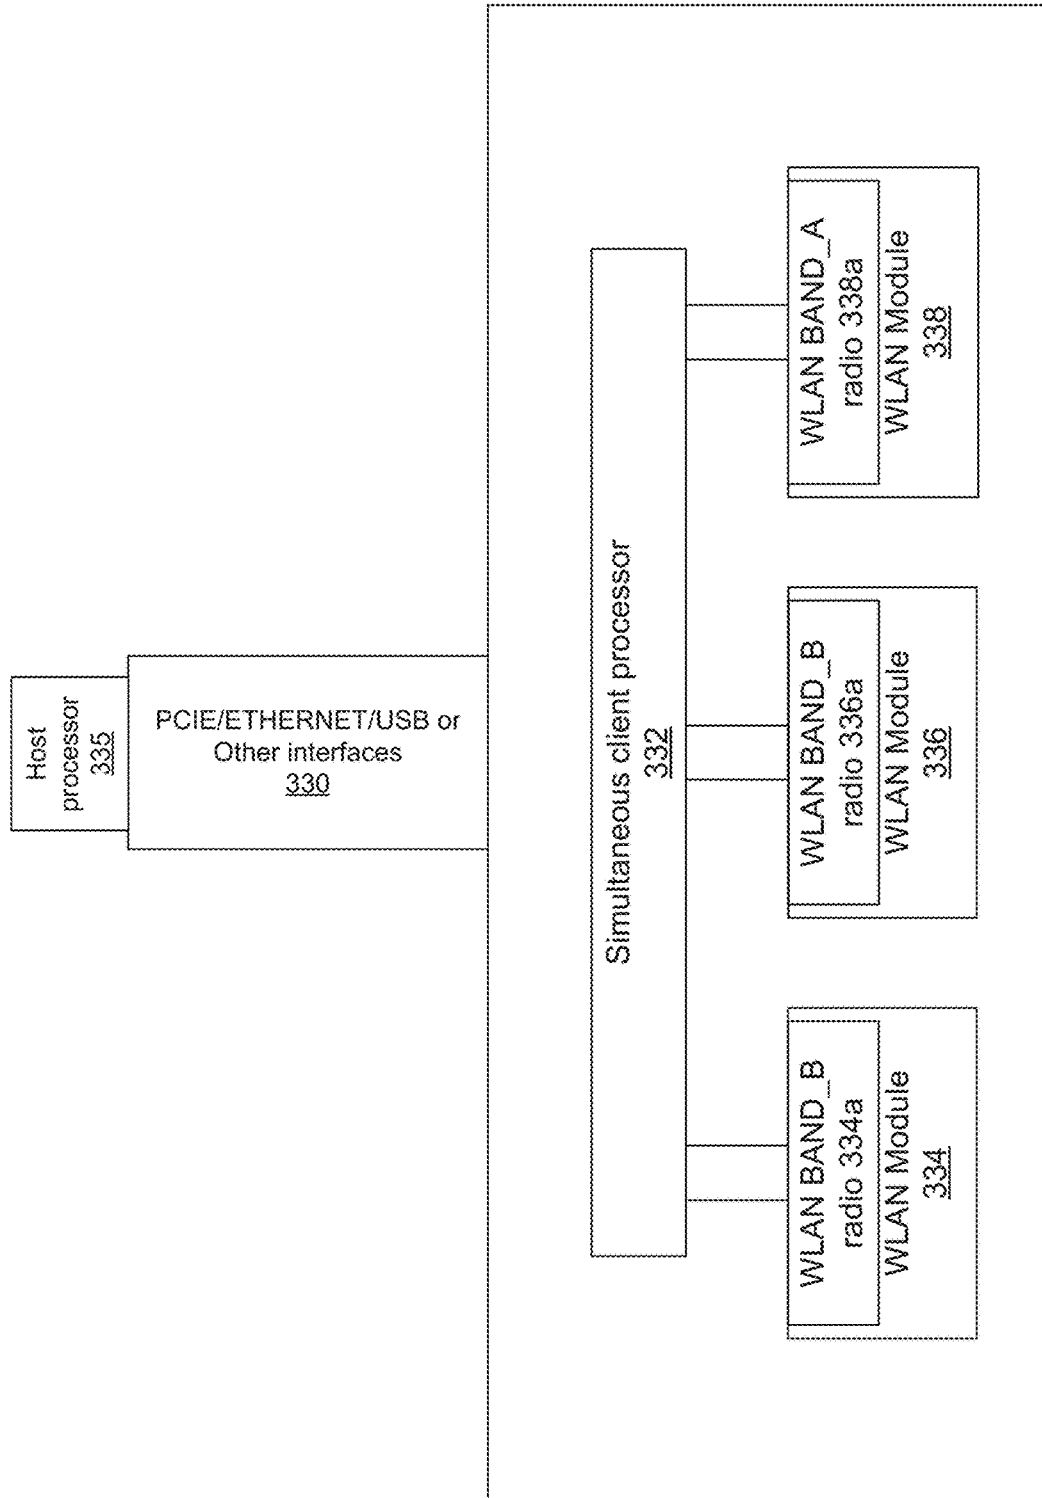 Host
processor
335
PCIE/ETHERNET/USB or
Other interfaces
330
Simultaneous client processor
332
WLAN BAND_B
radio 334a
WLAN Module
334
WLAN BAND_B
radio 336a
WLAN Module
336
WLAN BAND_A
radio 338a
WLAN Module
338